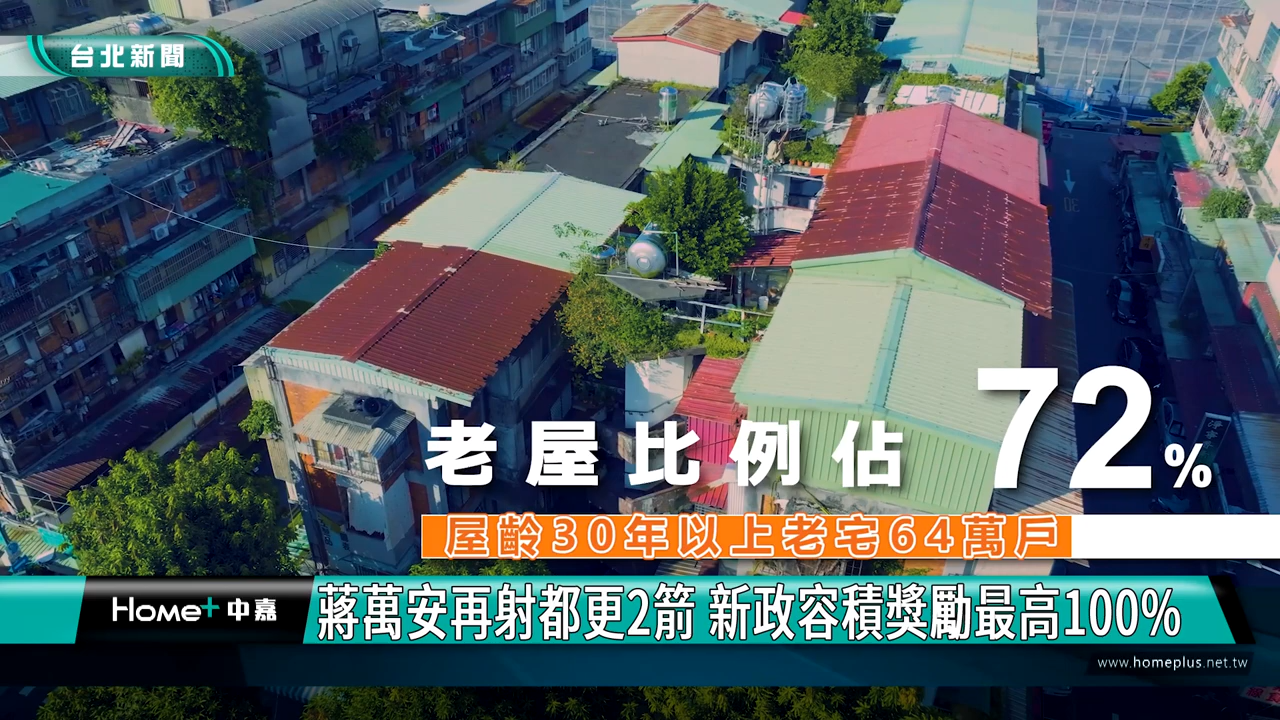 台北新聞
老屋比例佔 72%
屋齡30年以上老宅64萬戶
Home+ 中嘉
蔣萬安再射都更2箭 新政容積獎勵最高100%
www.homeplus.net.tw